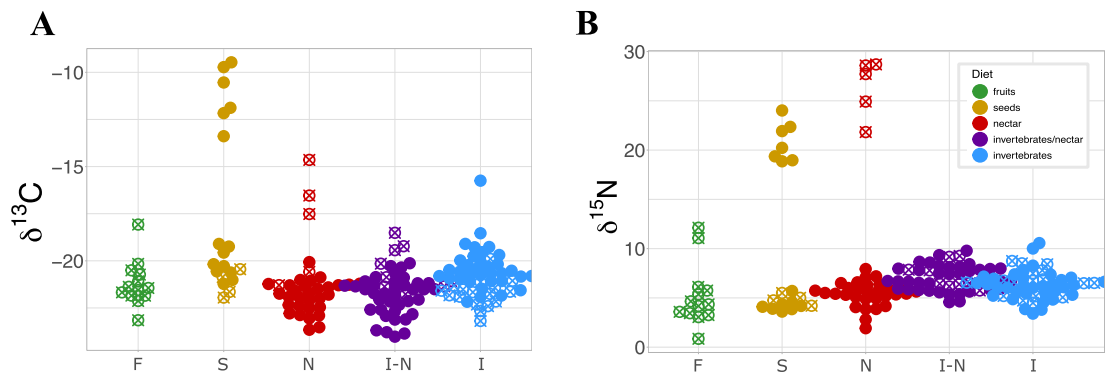 A
−10
−15
−20
δ13C
F S N I-N I
B
30
20
10
0
δ15N
F S N I-N I
Diet
fruits
seeds
nectar
invertebrates/nectar
invertebrates